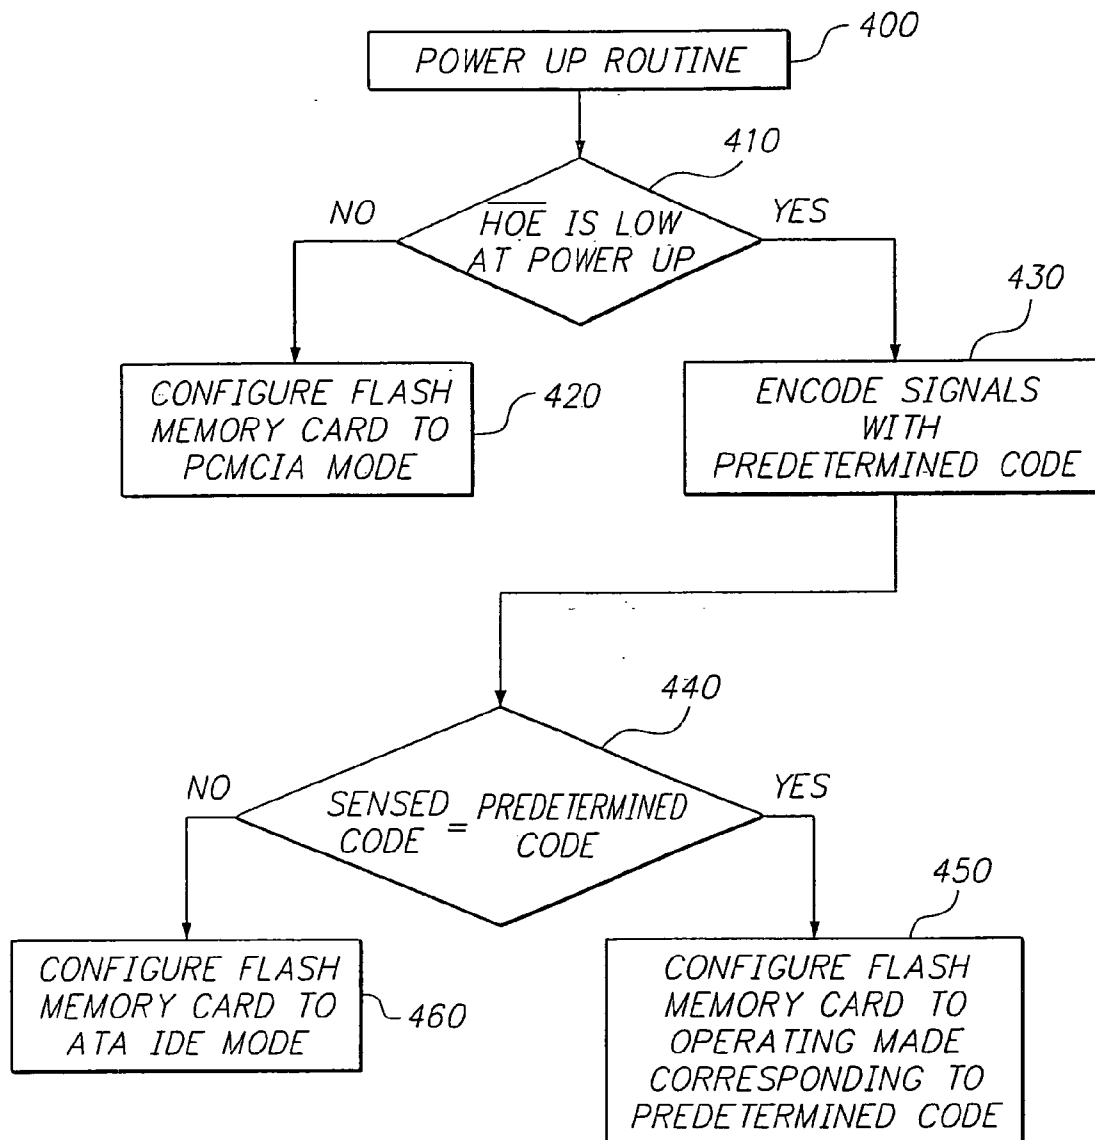 POWER UP ROUTINE
400
410
NO
HOE IS LOW
AT POWER UP
YES
430
CONFIGURE FLASH
MEMORY CARD TO
PCMCIA MODE
420
ENCODE SIGNALS
WITH
PREDETERMINED CODE
440
NO
SENSED
CODE
=
PREDETERMINED
CODE
YES
450
CONFIGURE FLASH
MEMORY CARD TO
ATA IDE MODE
460
CONFIGURE FLASH
MEMORY CARD TO
OPERATING MADE
CORRESPONDING TO
PREDETERMINED CODE